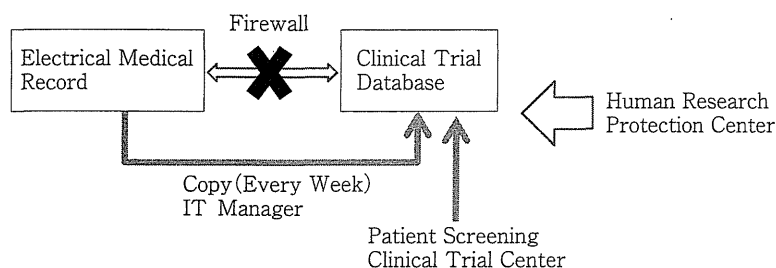 Firewall
Electrical Medical
Record
Clinical Trial
Database
Human Research
Protection Center
Copy(Every Week)
IT Manager
Patient Screening
Clinical Trial Center